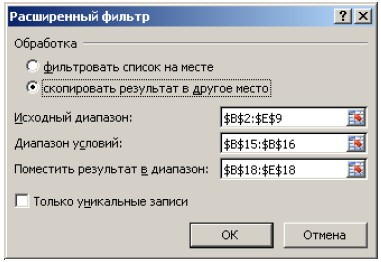 Расширенный фильтр
Обработка
фильтровать список на месте
скопировать результат в другое место
Исходный диапазон: $B$2:$E$9
Диапазон условий: $B$15:$B$16
Поместить результат в диапазон: $B$18:$E$18
Только уникальные записи
ОК Отмена